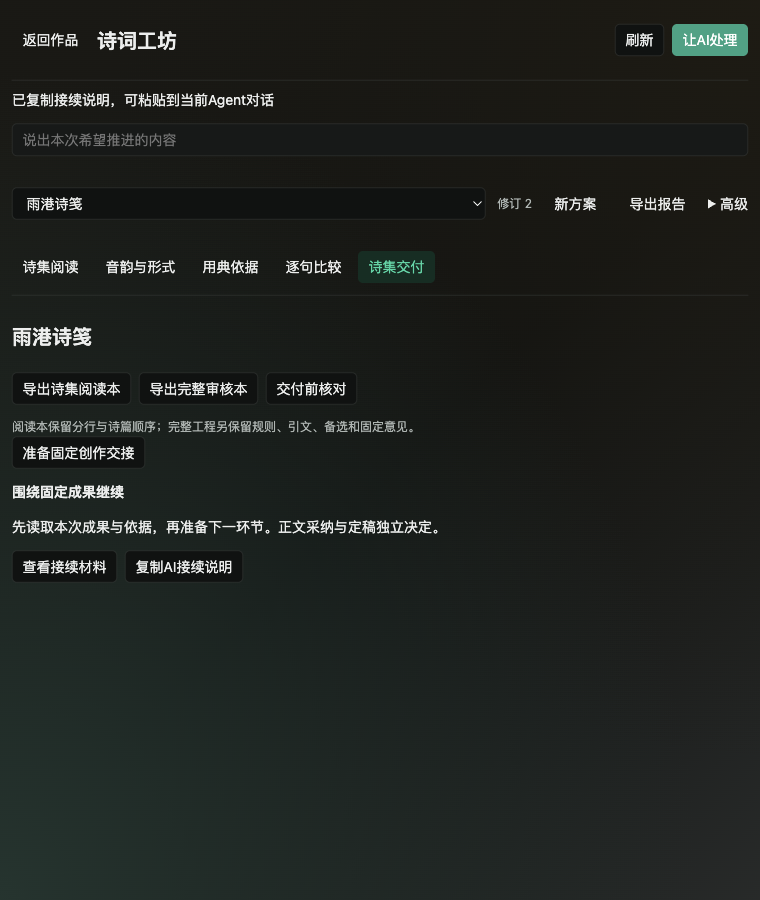 返回作品 诗词工坊 刷新 让AI处理
已复制接续说明，可粘贴到当前Agent对话
说出本次希望推进的内容
雨港诗笺 修订 2 新方案 导出报告 ▶ 高级
诗集阅读 音韵与形式 用典依据 逐句比较 诗集交付
雨港诗笺
导出诗集阅读本 导出完整审核本 交付前核对
阅读本保留分行与诗篇顺序；完整工程另保留规则、引文、备选和固定意见。
准备固定创作交接
围绕固定成果继续
先读取本次成果与依据，再准备下一环节。正文采纳与定稿独立决定。
查看接续材料 复制AI接续说明